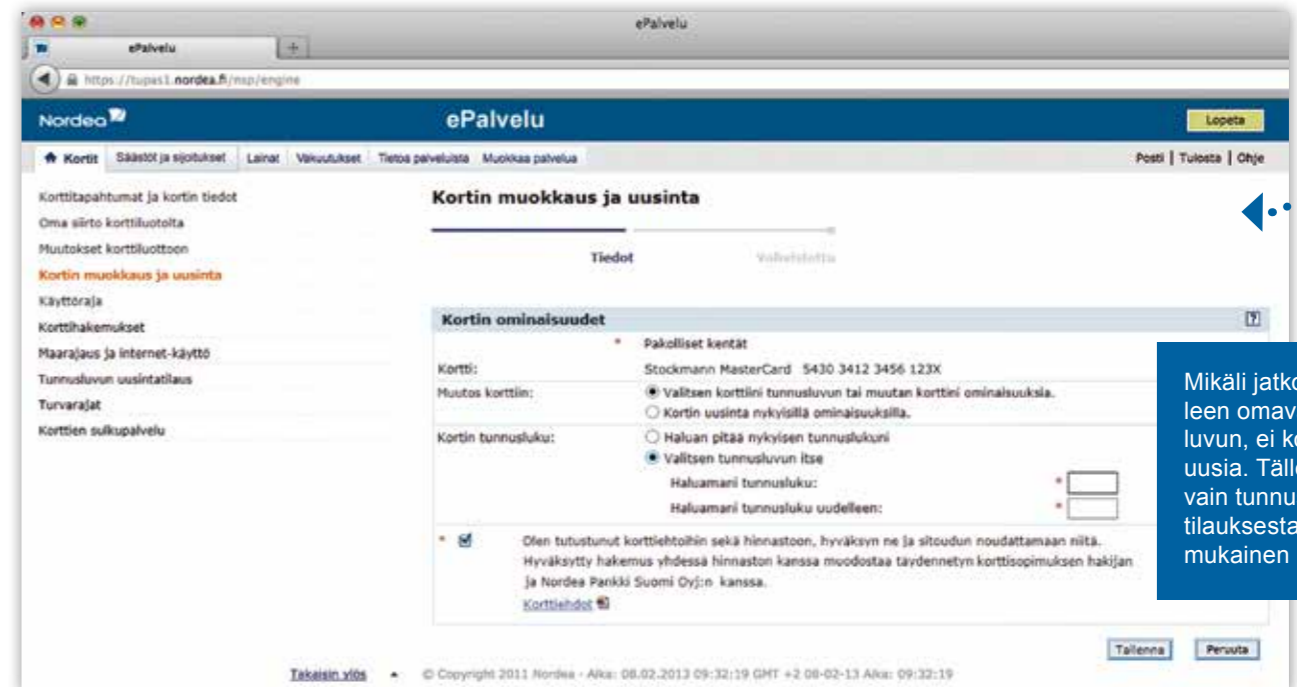 ePalvelu
ePalvelu
https://tupas1.nordea.fi/nsp/engine
Nordea
ePalvelu
Lopeta
Kortit Säästöt ja sijoitukset Lainat Vakuutukset Tietoa palveluista Muokkaa palvelua
Posti | Tulosta | Ohje
Korttitapahtumat ja kortin tiedot
Oma siirto korttiluotolta
Muutokset korttiluottoon
Kortin muokkaus ja uusinta
Käyttöraja
Korttihakemukset
Maarajaus ja internet-käyttö
Tunnusluvun uusintatilaus
Turvarajat
Korttien sulkupalvelu
Kortin muokkaus ja uusinta
Tiedot
Vahvistettu
Kortin ominaisuudet
?
* Pakolliset kentät
Kortti: Stockmann MasterCard 5430 3412 3456 123X
Muutos korttiin: Valitsen korttiini tunnusluvun tai muutan korttini ominaisuuksia.
Kortin uusinta nykyisillä ominaisuuksilla.
Kortin tunnusluku: Haluan pitää nykyisen tunnuslukuni
Valitsen tunnusluvun itse
Haluamani tunnusluku: *
Haluamani tunnusluku uudelleen: *
* Olen tutustunut korttiehtoihin sekä hinnastoon, hyväksyn ne ja sitoudun noudattamaan niitä.
Hyväksytty hakemus yhdessä hinnaston kanssa muodostaa täydennetyn korttisopimuksen hakijan
ja Nordea Pankki Suomi Oyj:n kanssa.
Korttiehdot
Tallenna Peruuta
Takaisin ylös
© Copyright 2011 Nordea - Aika: 08.02.2013 09:32:19 GMT +2 08-02-13 Aika: 09:32:19
Mikäli jatko
leen omav
luvun, ei ko
uusia. Tälle
vain tunnu
tilauksesta
mukainen